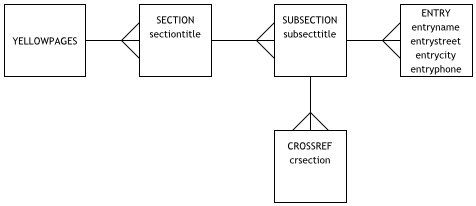 YELLOWPAGES
SECTION
sectiontitle
SUBSECTION
subsecttitle
ENTRY
entryname
entrystreet
entrycity
entryphone
CROSSREF
crsection